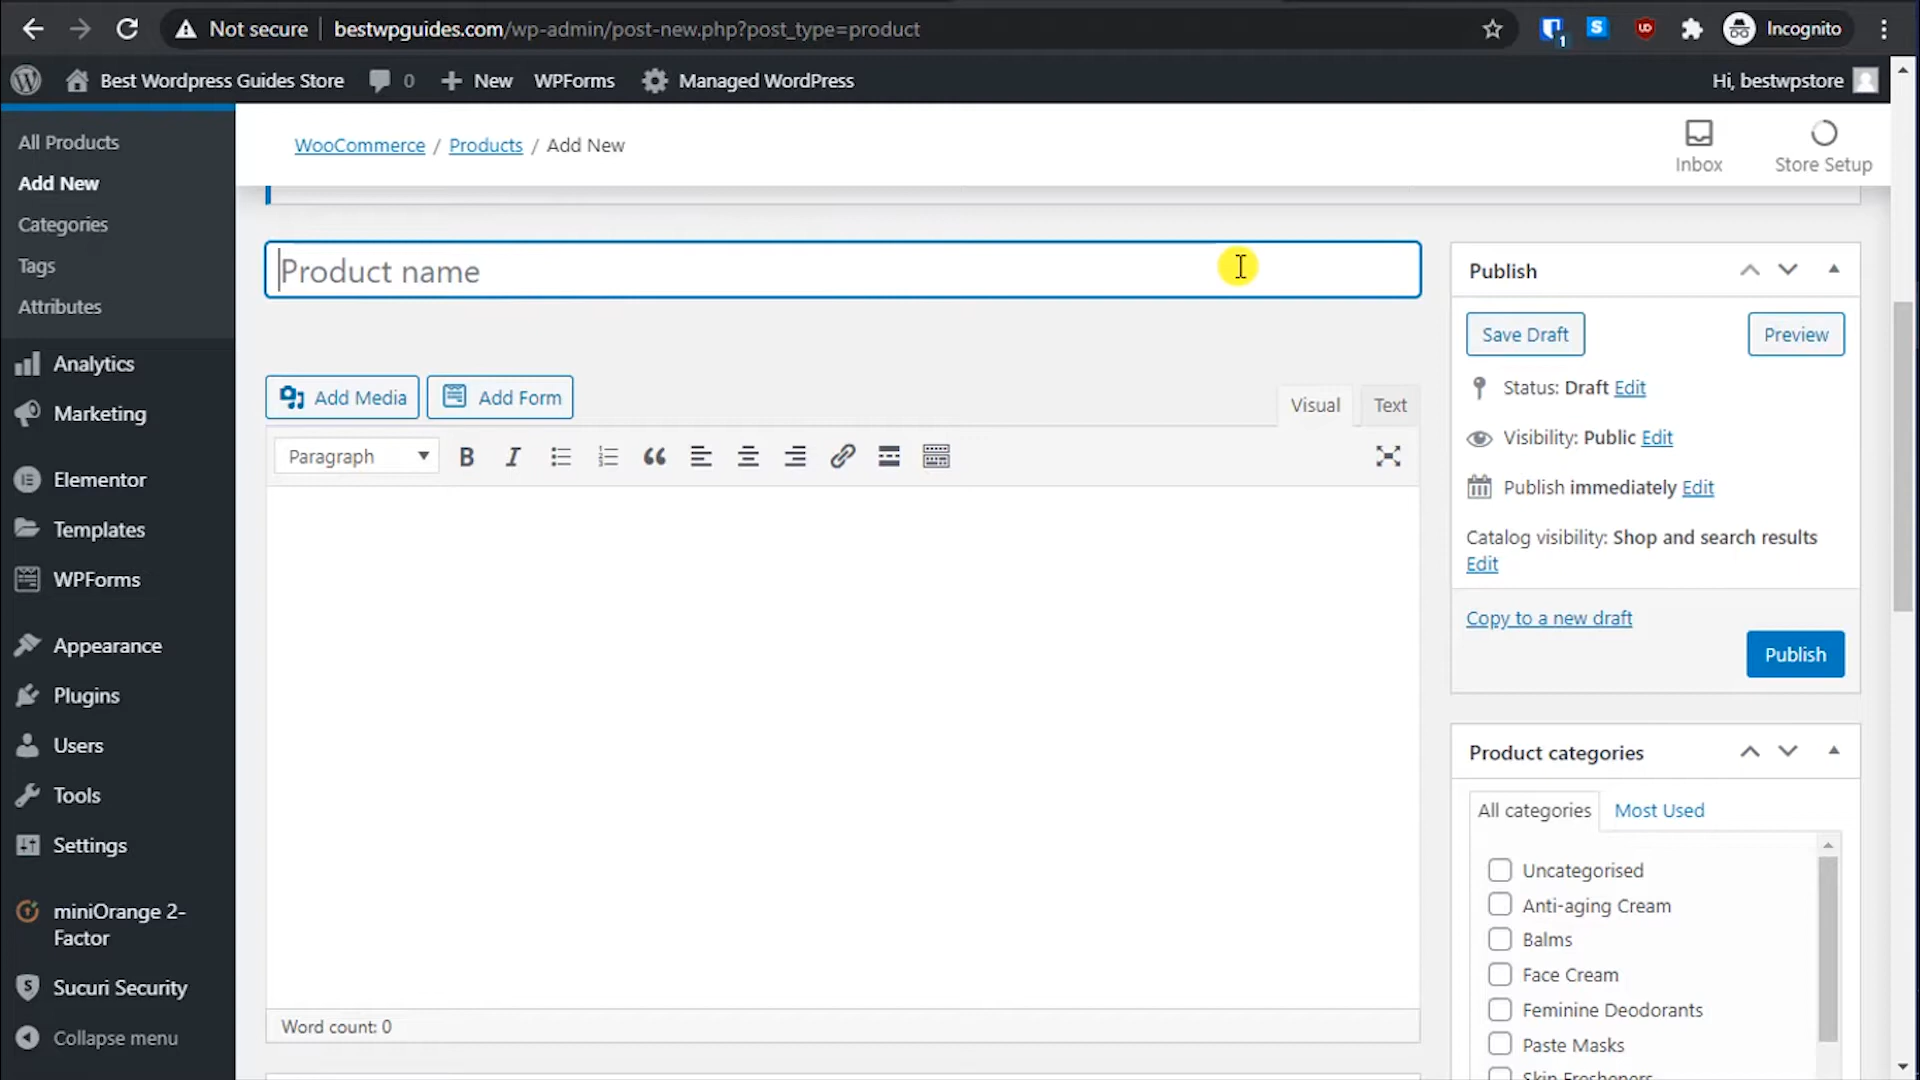 Not secure
bestwpguides.com/wp-admin/post-new.php?post_type=product
S
UD
1
Incognito
Best Wordpress Guides Store
0
New
WPForms
Managed WordPress
Hi, bestwpstore
All Products
Add New
Categories
Tags
Attributes
Analytics
Marketing
Elementor
Templates
WPForms
Appearance
Plugins
Users
Tools
Settings
miniOrange 2-
Factor
Sucuri Security
Collapse menu
WooCommerce / Products / Add New
Inbox
Store Setup
Product name
Add Media
Add Form
Visual
Text
Paragraph
B
I
Word count: 0
Publish
Save Draft
Preview
Status: Draft Edit
Visibility: Public Edit
Publish immediately Edit
Catalog visibility: Shop and search results
Edit
Copy to a new draft
Publish
Product categories
All categories
Most Used
Uncategorised
Anti-aging Cream
Balms
Face Cream
Feminine Deodorants
Paste Masks
Skin Fresheners